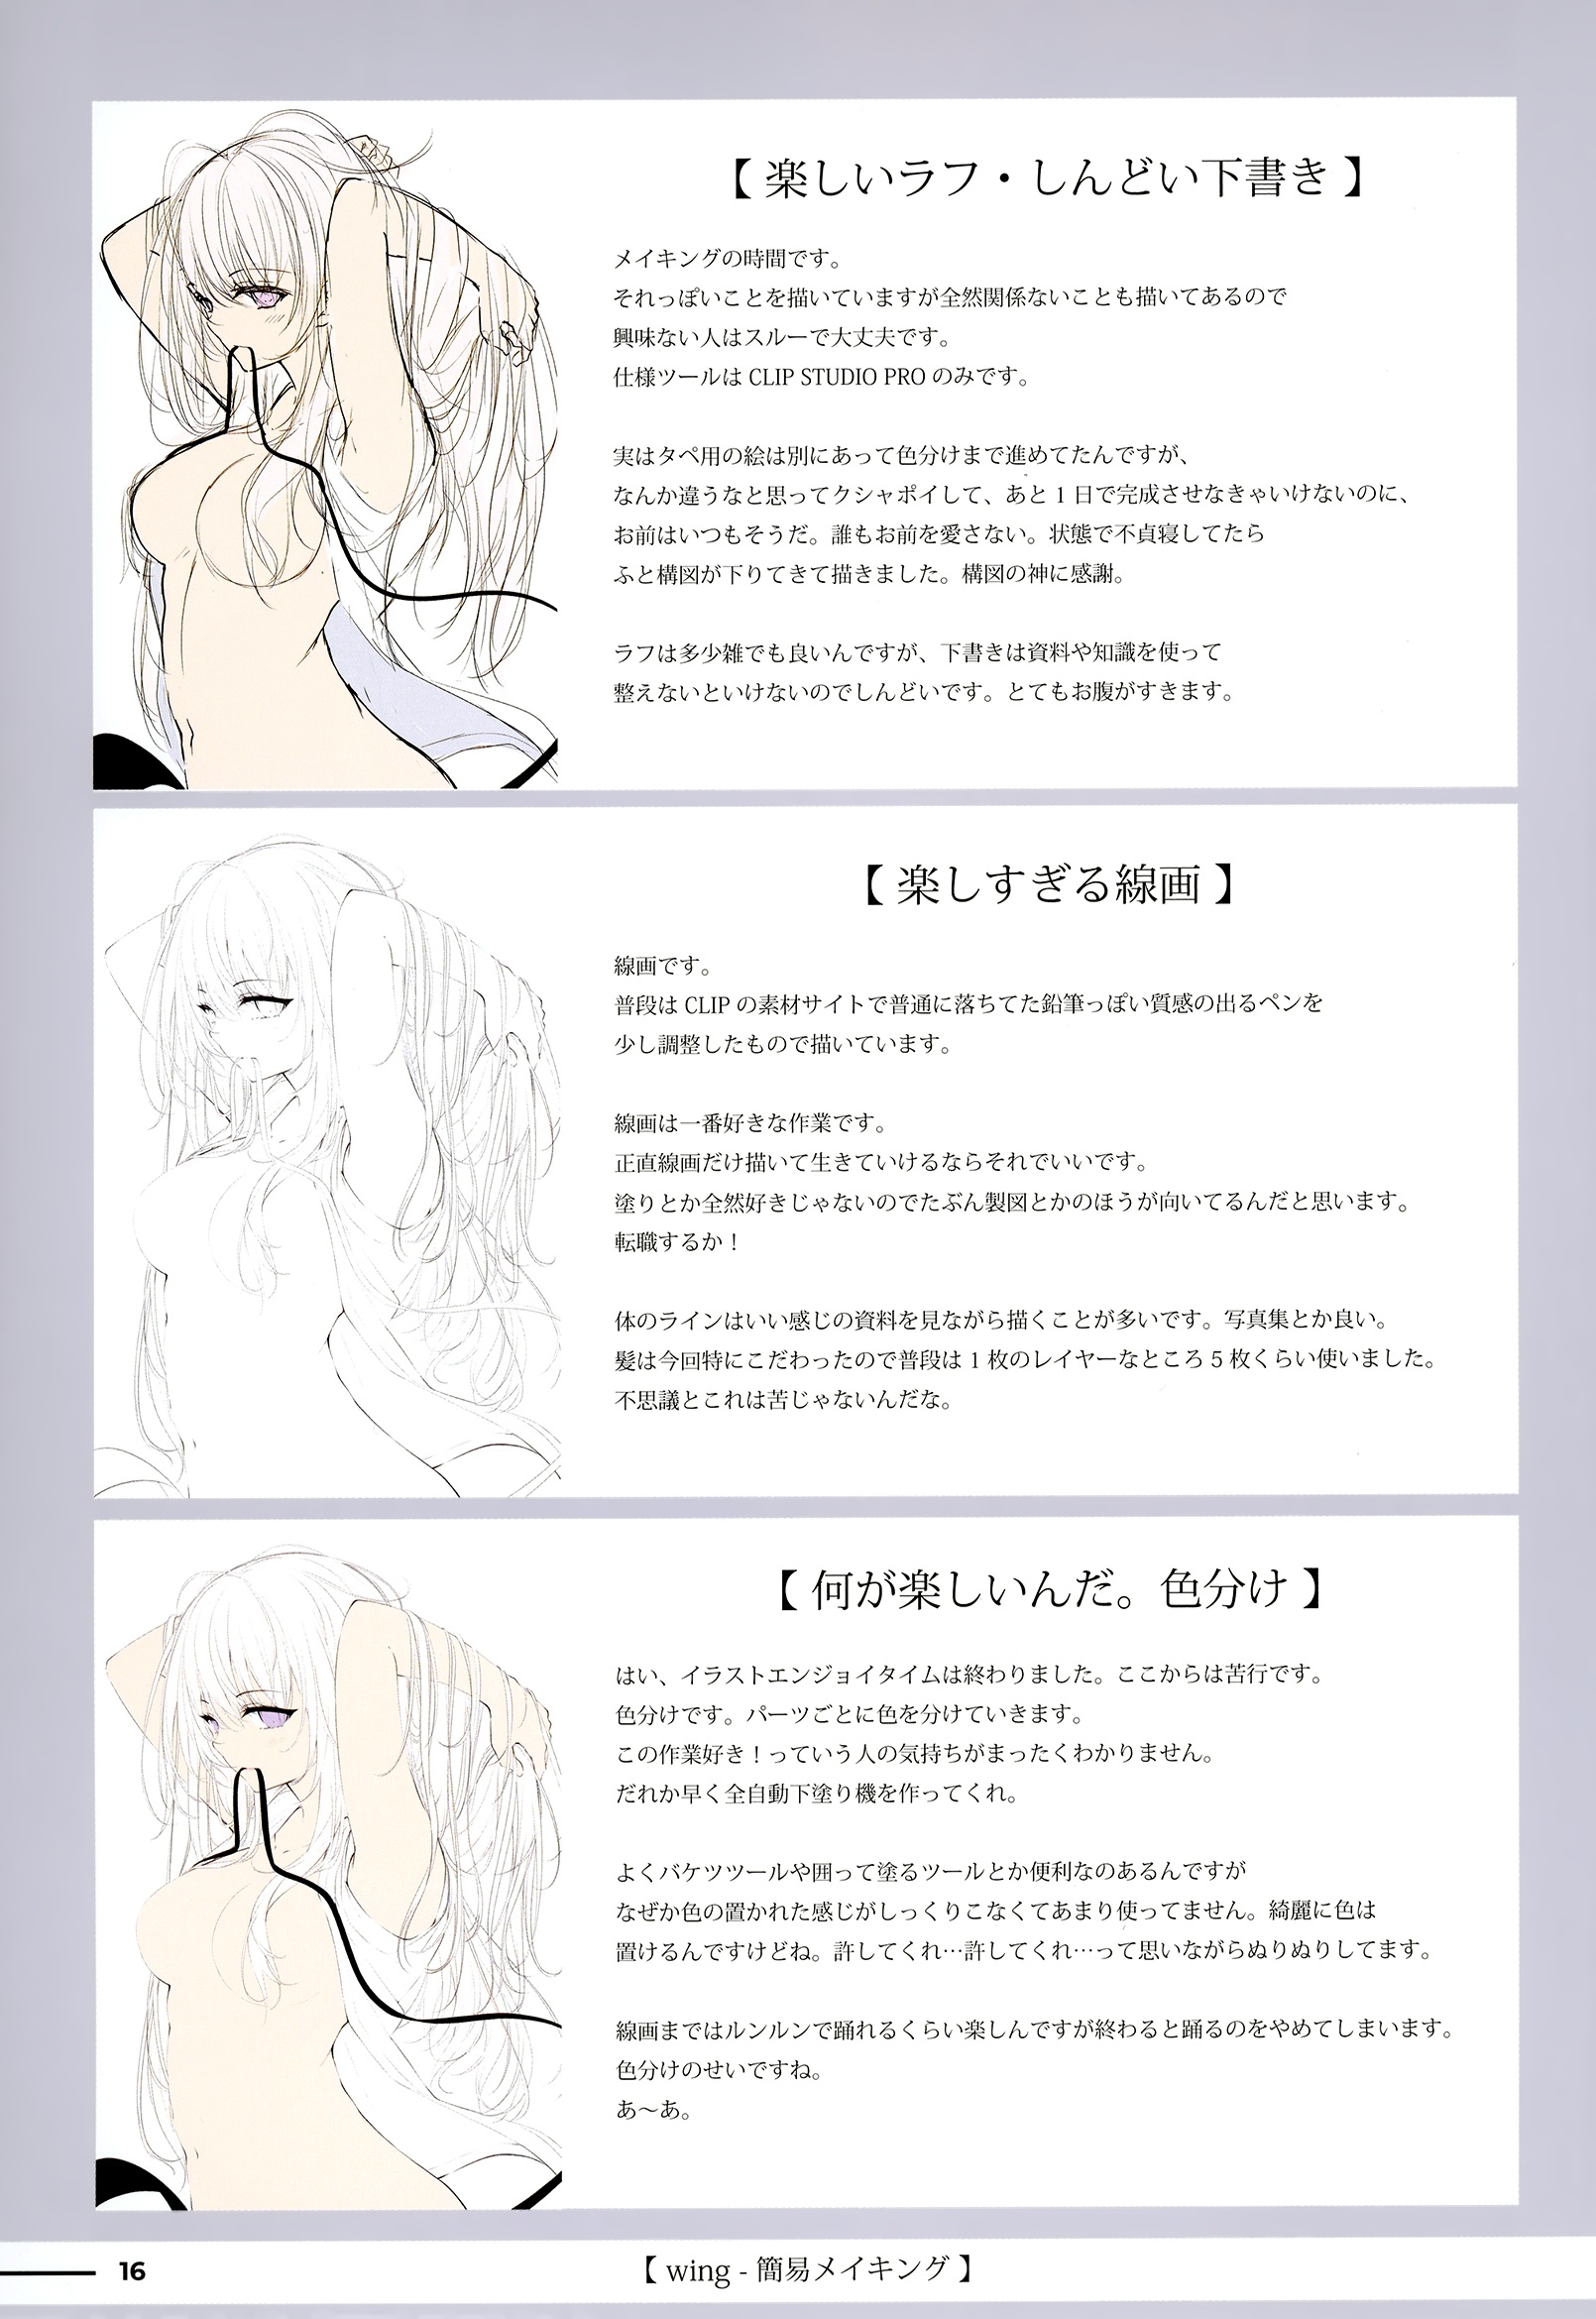 【 楽しいラフ・しんどい下書き 】
メイキングの時間です。
それっぽいことを描いていますが全然関係ないことも描いてあるので
興味ない人はスルーで大丈夫です。
仕様ツールは CLIP STUDIO PRO のみです。
実はタペ用の絵は別にあって色分けまで進めてたんですが、
なんか違うなと思ってクシャポイして、あと 1 日で完成させなきゃいけないのに、
お前はいつもそうだ。誰もお前を愛さない。状態で不貞寝してたら
ふと構図が下りてきて描きました。構図の神に感謝。
ラフは多少雑でも良いんですが、下書きは資料や知識を使って
整えないといけないのでしんどいです。とてもお腹がすきます。
【 楽しすぎる線画 】
線画です。
普段は CLIP の素材サイトで普通に落ちてた鉛筆っぽい質感の出るペンを
少し調整したもので描いています。
線画は一番好きな作業です。
正直線画だけ描いて生きていけるならそれでいいです。
塗りとか全然好きじゃないのでたぶん製図とかのほうが向いてるんだと思います。
転職するか！
体のラインはいい感じの資料を見ながら描くことが多いです。写真集とか良い。
髪は今回特にこだわったので普段は 1 枚のレイヤーなところ 5 枚くらい使いました。
不思議とこれは苦じゃないんだな。
【 何が楽しいんだ。色分け 】
はい、イラストエンジョイタイムは終わりました。ここからは苦行です。
色分けです。パーツごとに色を分けていきます。
この作業好き！っていう人の気持ちがまったくわかりません。
だれか早く全自動下塗り機を作ってくれ。
よくバケツツールや囲って塗るツールとか便利なのあるんですが
なぜか色の置かれた感じがしっくりこなくてあまり使ってません。綺麗に色は
置けるんですけどね。許してくれ…許してくれ…って思いながらぬりぬりしてます。
線画まではルンルンで踊れるくらい楽しんですが終わると踊るのをやめてしまいます。
色分けのせいですね。
あ～あ。
16
【 wing - 簡易メイキング 】